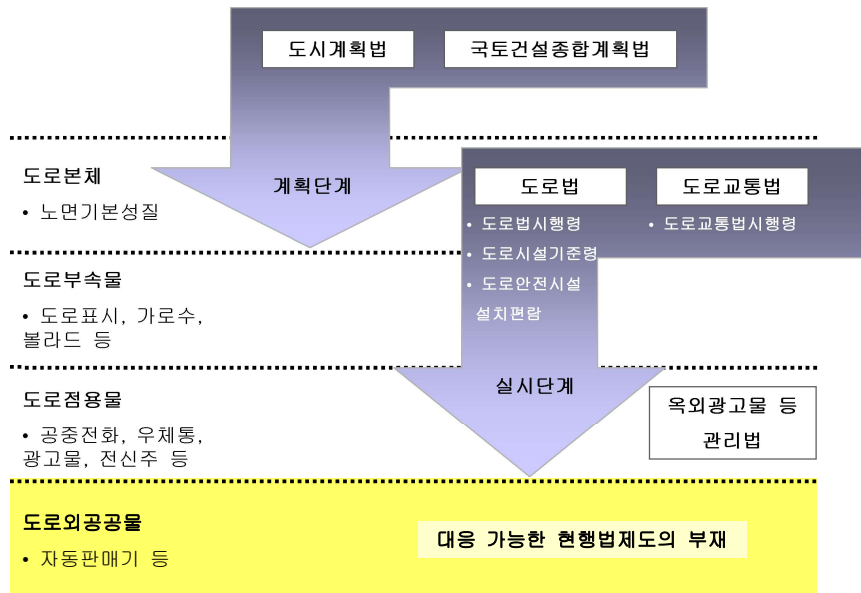 도시계획법
국토건설종합계획법
도로본체
• 노면기본성질
계획단계
도로법
도로교통법
• 도로법시행령
• 도로시설기준령
• 도로안전시설
설치편람
• 도로교통법시행령
도로부속물
• 도로표시, 가로수,
볼라드 등
도로점용물
• 공중전화, 우체통,
광고물, 전신주 등
실시단계
옥외광고물 등
관리법
도로외공공물
• 자동판매기 등
대응 가능한 현행법제도의 부재